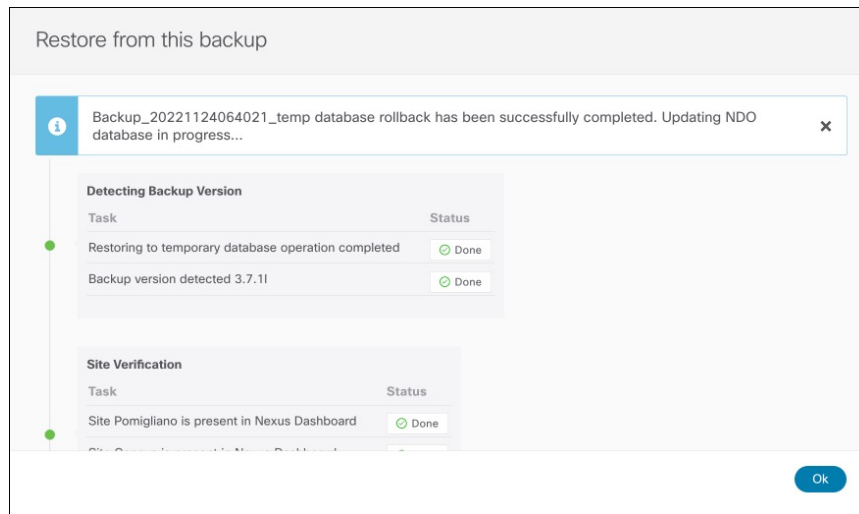 Restore from this backup
Backup_20221124064021_temp database rollback has been successfully completed. Updating NDO
database in progress...
Detecting Backup Version
Task Status
Restoring to temporary database operation completed Done
Backup version detected 3.7.1l Done
Site Verification
Task Status
Site Pomigliano is present in Nexus Dashboard Done
Ok